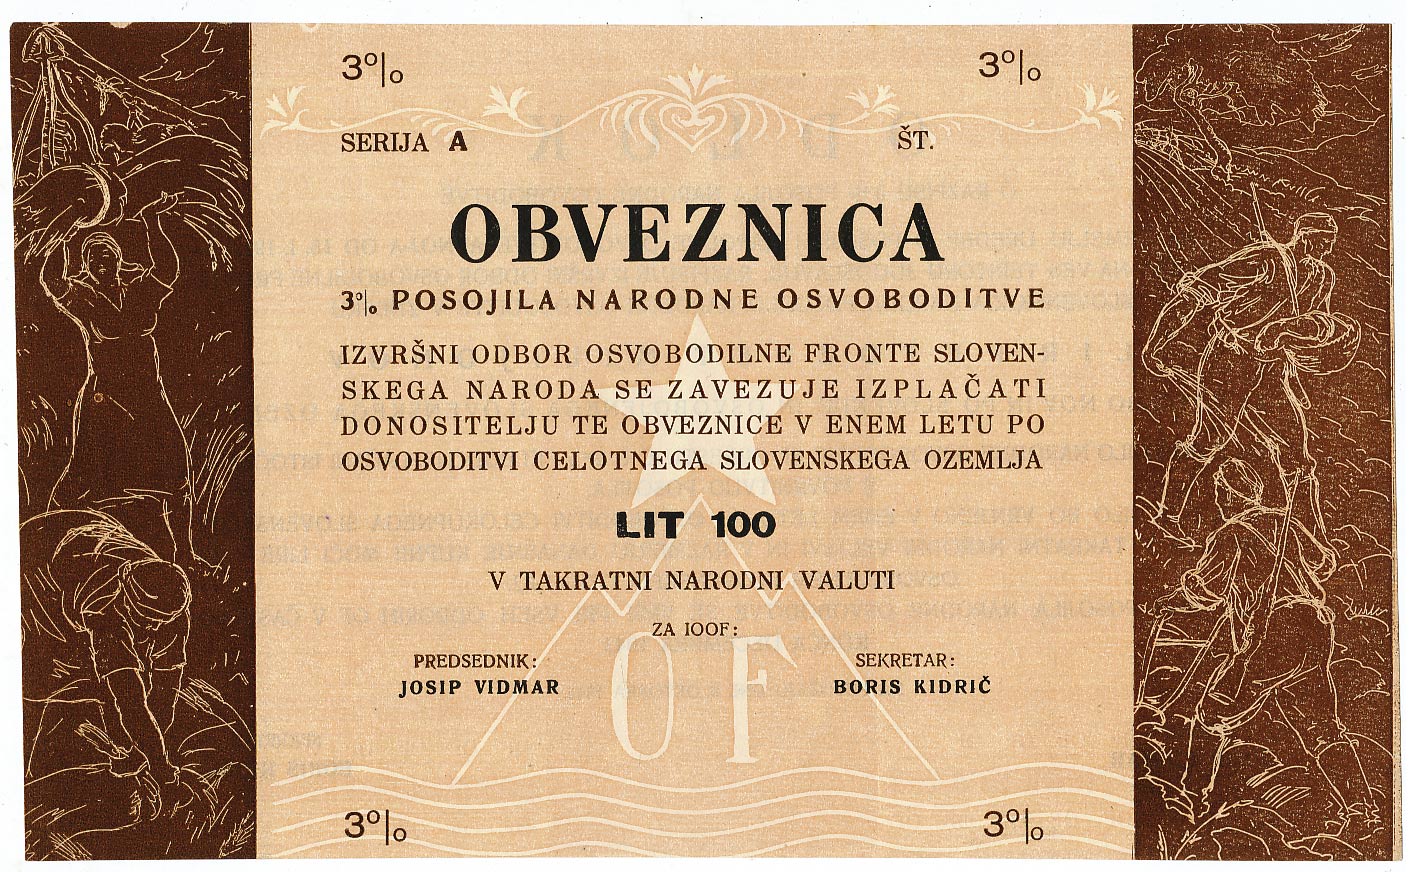 3% 3%
SERIJA A ŠT.
OBVEZNICA
3% POSOJILA NARODNE OSVOBODITVE
IZVRŠNI ODBOR OSVOBODILNE FRONTE SLOVEN-
SKEGA NARODA SE ZAVEZUJE IZPLAČATI
DONOSITELJU TE OBVEZNICE V ENEM LETU PO
OSVOBODITVI CELOTNEGA SLOVENSKEGA OZEMLJA
LIT 100
V TAKRATNI NARODNI VALUTI
ZA IOOF:
PREDSEDNIK: SEKRETAR:
JOSIP VIDMAR BORIS KIDRIČ
OF
3% 3%